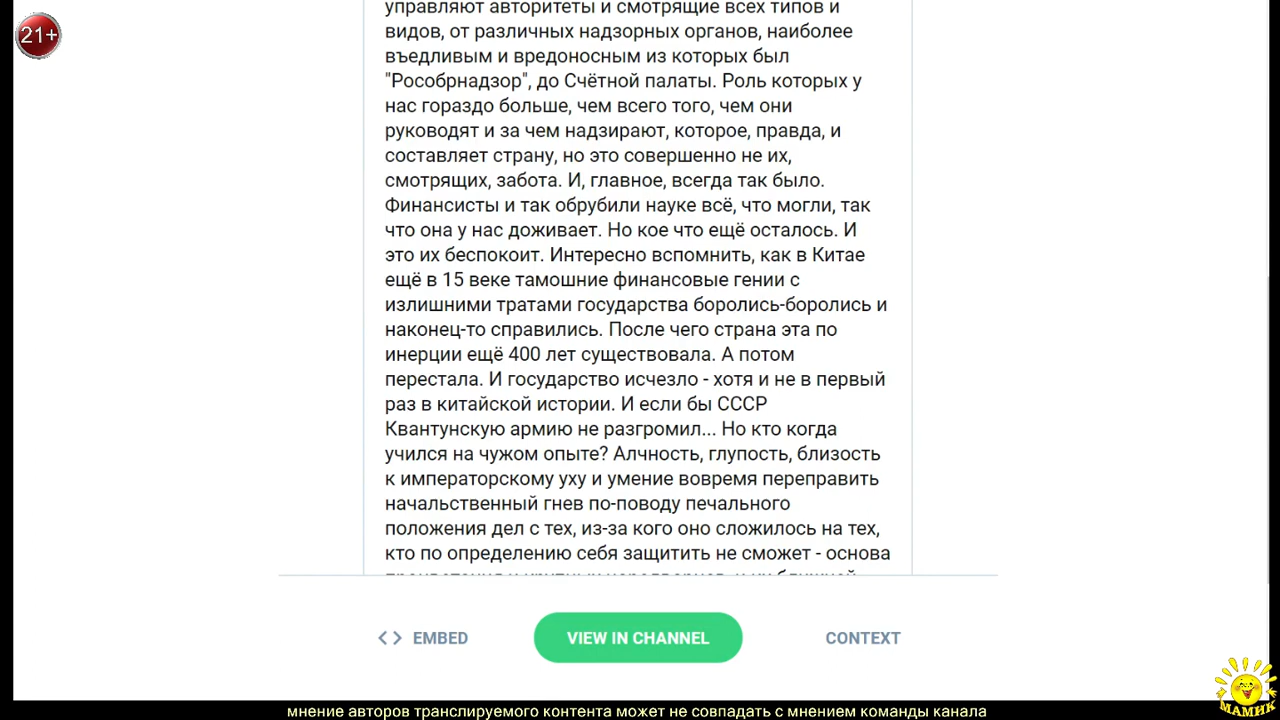 21+
управляют авторитеты и смотрящие всех типов и
видов, от различных надзорных органов, наиболее
въедливым и вредоносным из которых был
"Рособрнадзор", до Счётной палаты. Роль которых у
нас гораздо больше, чем всего того, чем они
руководят и за чем надзирают, которое, правда, и
составляет страну, но это совершенно не их,
смотрящих, забота. И, главное, всегда так было.
Финансисты и так обрубили науке всё, что могли, так
что она у нас доживает. Но кое что ещё осталось. И
это их беспокоит. Интересно вспомнить, как в Китае
ещё в 15 веке тамошние финансовые гении с
излишними тратами государства боролись-боролись и
наконец-то справились. После чего страна эта по
инерции ещё 400 лет существовала. А потом
перестала. И государство исчезло - хотя и не в первый
раз в китайской истории. И если бы СССР
Квантунскую армию не разгромил... Но кто когда
учился на чужом опыте? Алчность, глупость, близость
к императорскому уху и умение вовремя переправить
начальственный гнев по-поводу печального
положения дел с тех, из-за кого оно сложилось на тех,
кто по определению себя защитить не сможет - основа
EMBED
VIEW IN CHANNEL
CONTEXT
МАМИК
мнение авторов транслируемого контента может не совпадать с мнением команды канала